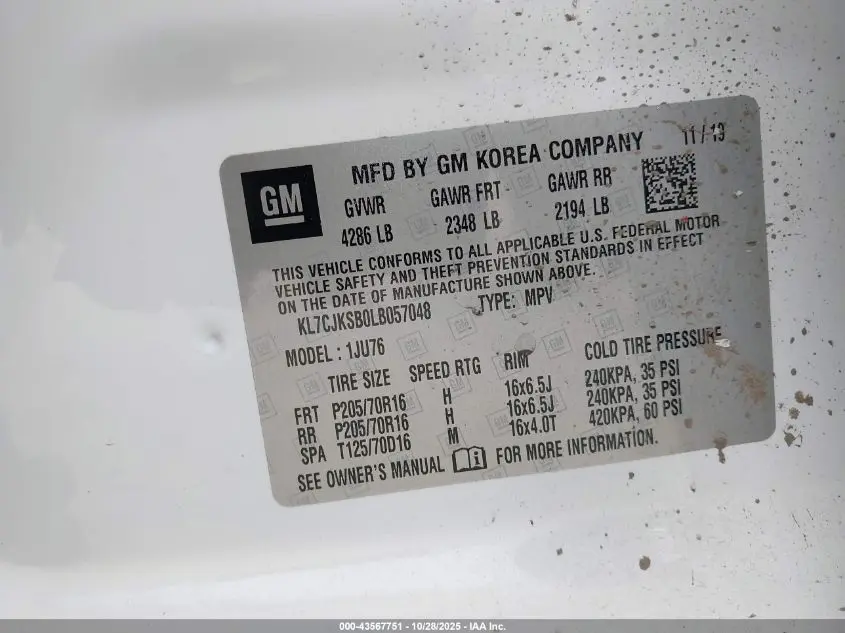 MFD BY GM KOREA COMPANY 11/19
GM
GVWR GAWR FRT GAWR RR
4286 LB 2348 LB 2194 LB
THIS VEHICLE CONFORMS TO ALL APPLICABLE U.S. FEDERAL MOTOR
VEHICLE SAFETY AND THEFT PREVENTION STANDARDS IN EFFECT
ON THE DATE OF MANUFACTURE SHOWN ABOVE.
KL7CJKSB0LB057048 TYPE: MPV
MODEL : 1JU76
TIRE SIZE SPEED RTG RIM COLD TIRE PRESSURE
FRT P205/70R16 H 16x6.5J 240KPA, 35 PSI
RR P205/70R16 H 16x6.5J 240KPA, 35 PSI
SPA T125/70D16 M 16x4.0T 420KPA, 60 PSI
SEE OWNER'S MANUAL FOR MORE INFORMATION.
000-43567751 - 10/28/2025 - IAA Inc.